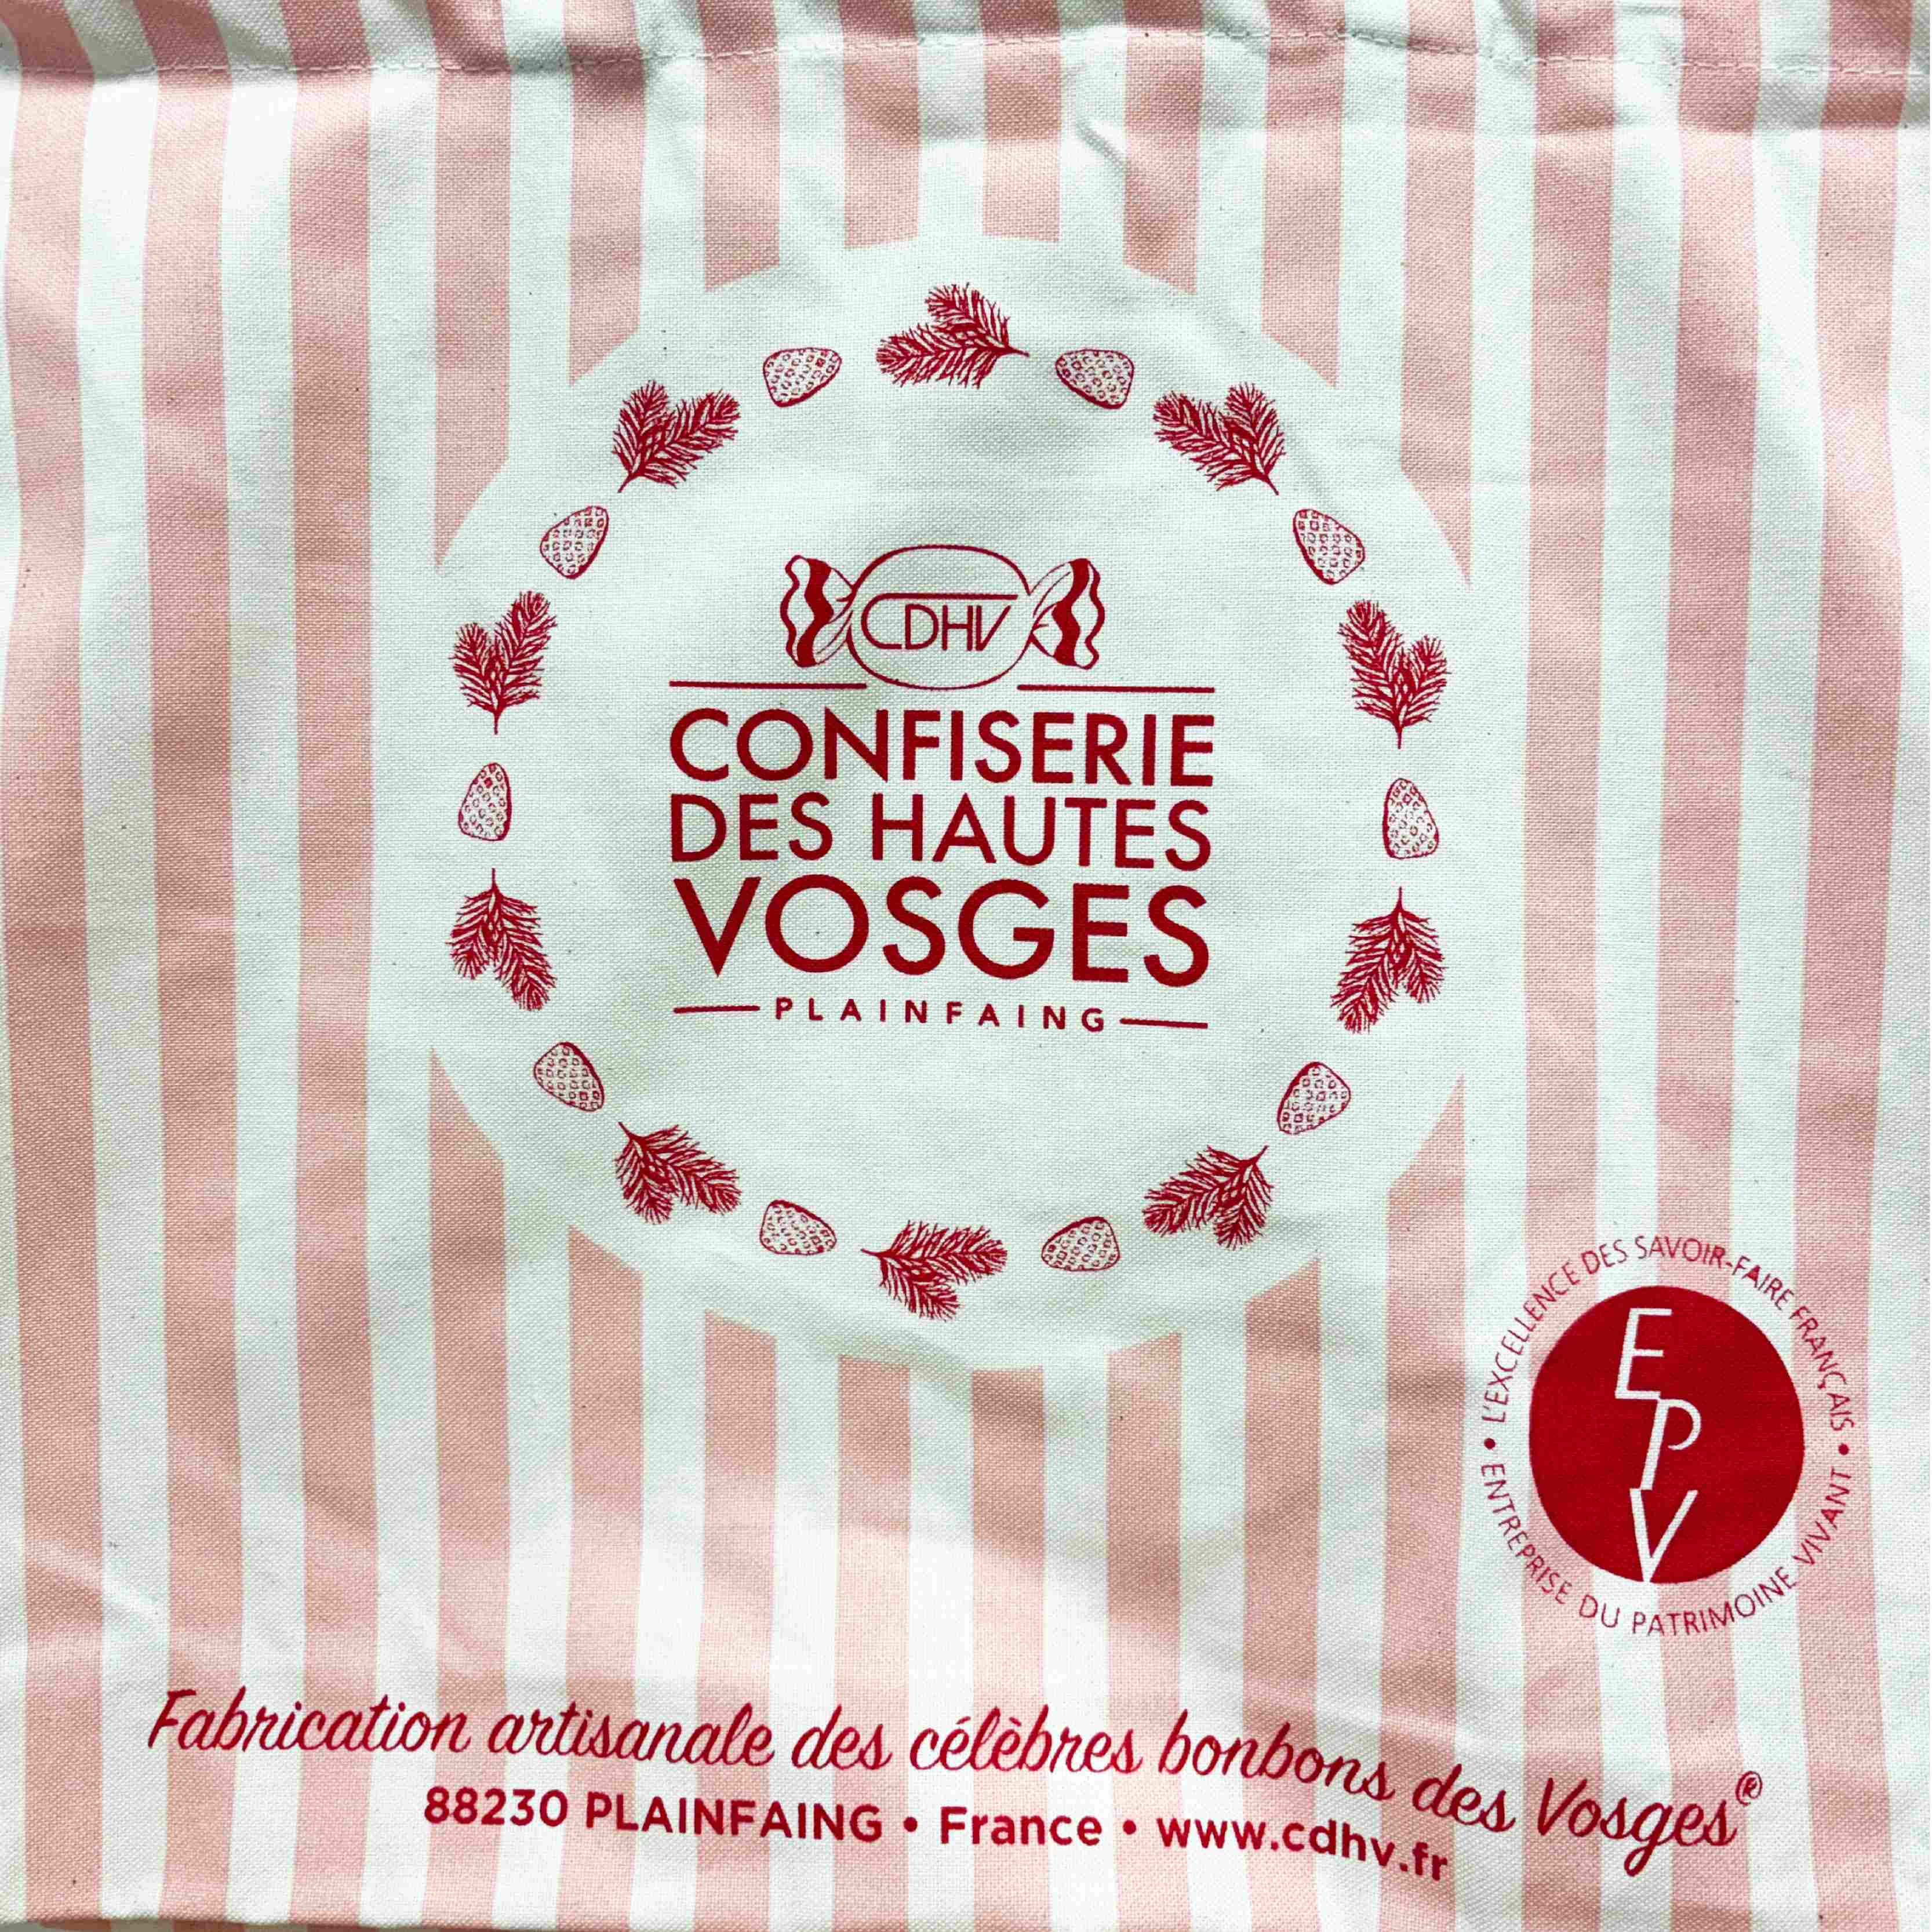 CDHV
CONFISERIE
DES HAUTES
VOSGES
PLAINFAING
• L'EXCELLENCE DES SAVOIR-FAIRE FRANÇAIS •
E
P
V
ENTREPRISE DU PATRIMOINE VIVANT
Fabrication artisanale des célèbres bonbons des Vosges®
88230 PLAINFAING • France • www.cdhv.fr